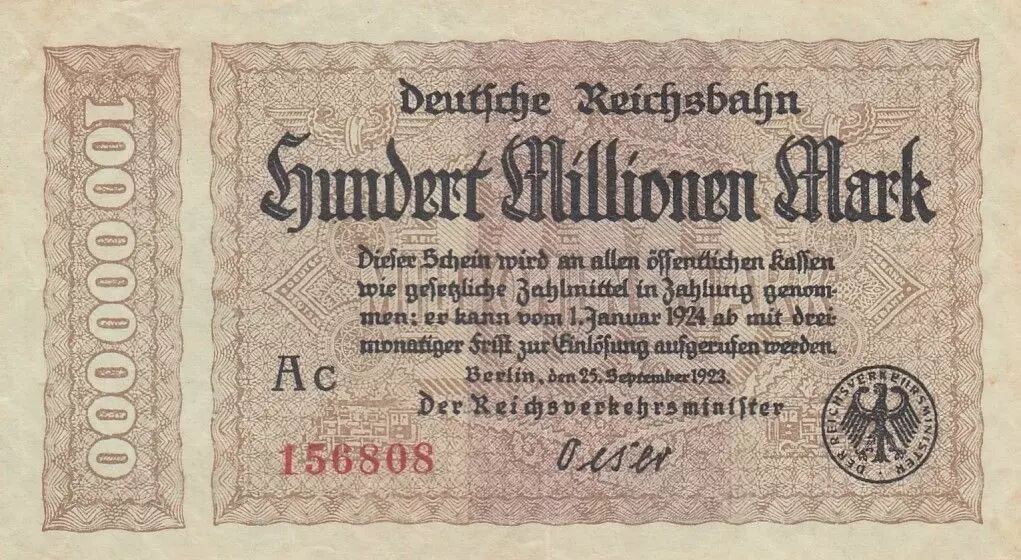 100000000
Deutsche Reichsbahn
Hundert Millionen Mark
Dieser Schein wird an allen öffentlichen Kassen
wie gesetzliche Zahlmittel in Zahlung genom-
men; er kann vom 1. Januar 1924 ab mit drei
monatiger Frist zur Einlösung aufgerufen werden.
Berlin, den 25. September 1923.
Der Reichsverkehrsminister
Ac
156808
Oeser
DER REICHSVERKEHRSMINISTER